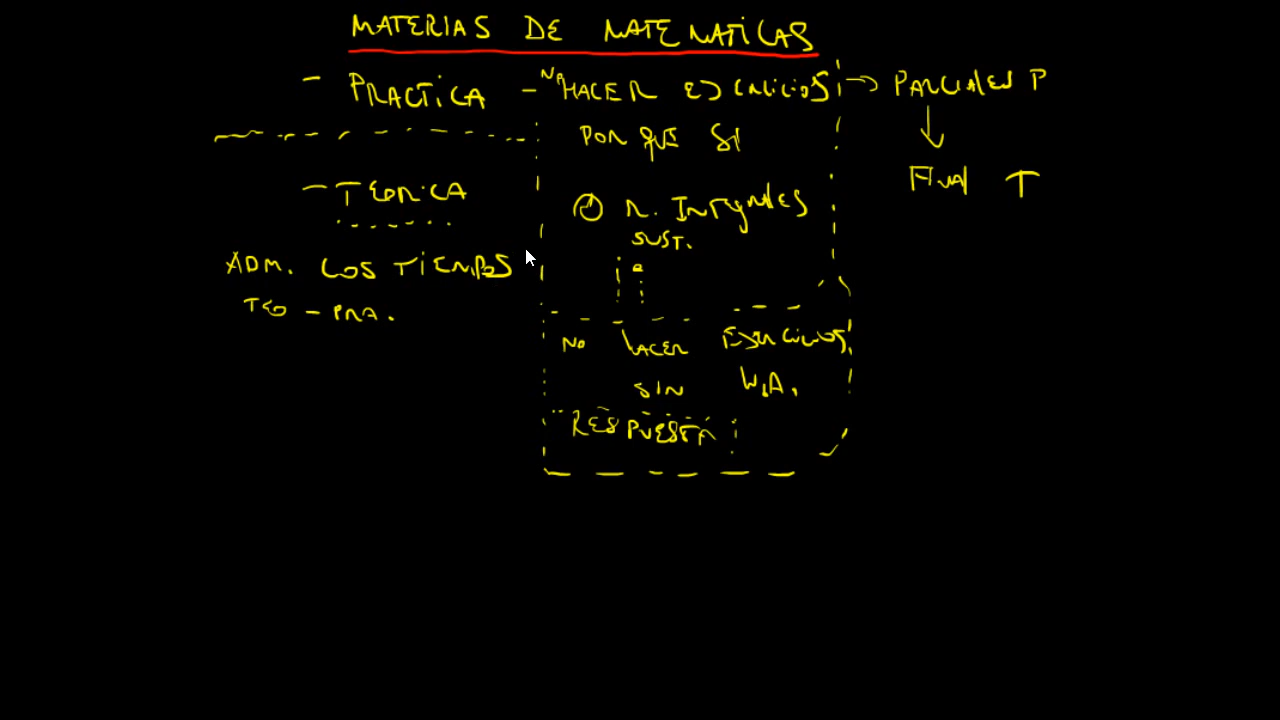 MATERIAS DE MATEMATICAS
- PRACTICA - NO HACER EJERCICIOS → PARCIALES P
POR QUE SI
↓
FINAL T
- TEORICA
R. INTEGRALES
SUST.
ADM. LOS TIEMPOS
TEO - PRA.
NO HACER EJERCICIOS
SIN W.A.
RESPUESTA